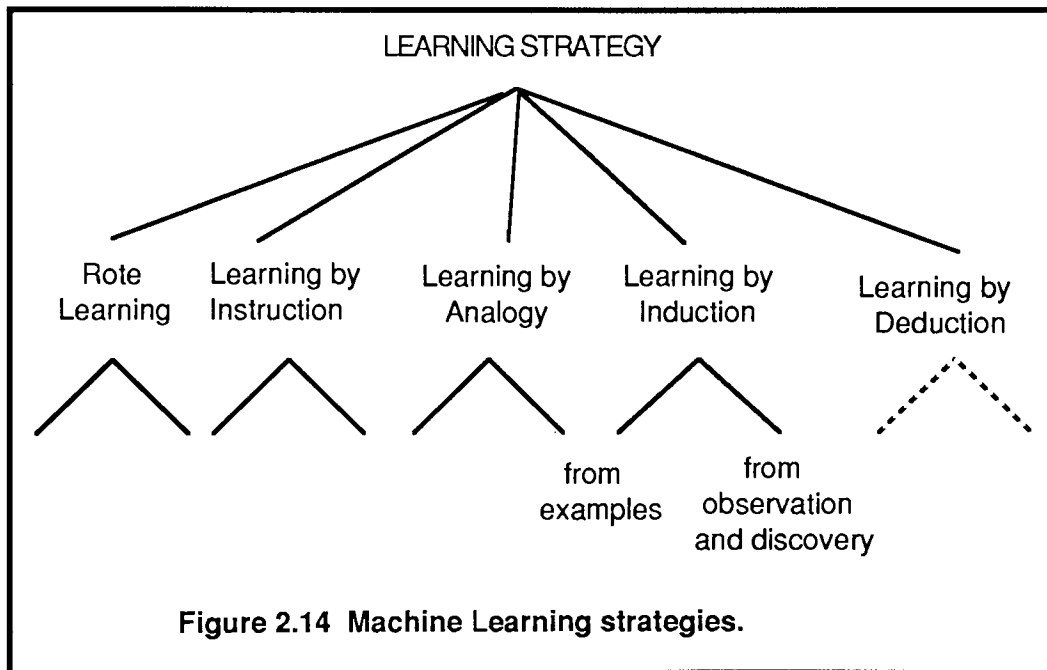 LEARNING STRATEGY
Rote
Learning
Learning by
Instruction
Learning by
Analogy
Learning by
Induction
Learning by
Deduction
from
examples
from
observation
and discovery
Figure 2.14 Machine Learning strategies.